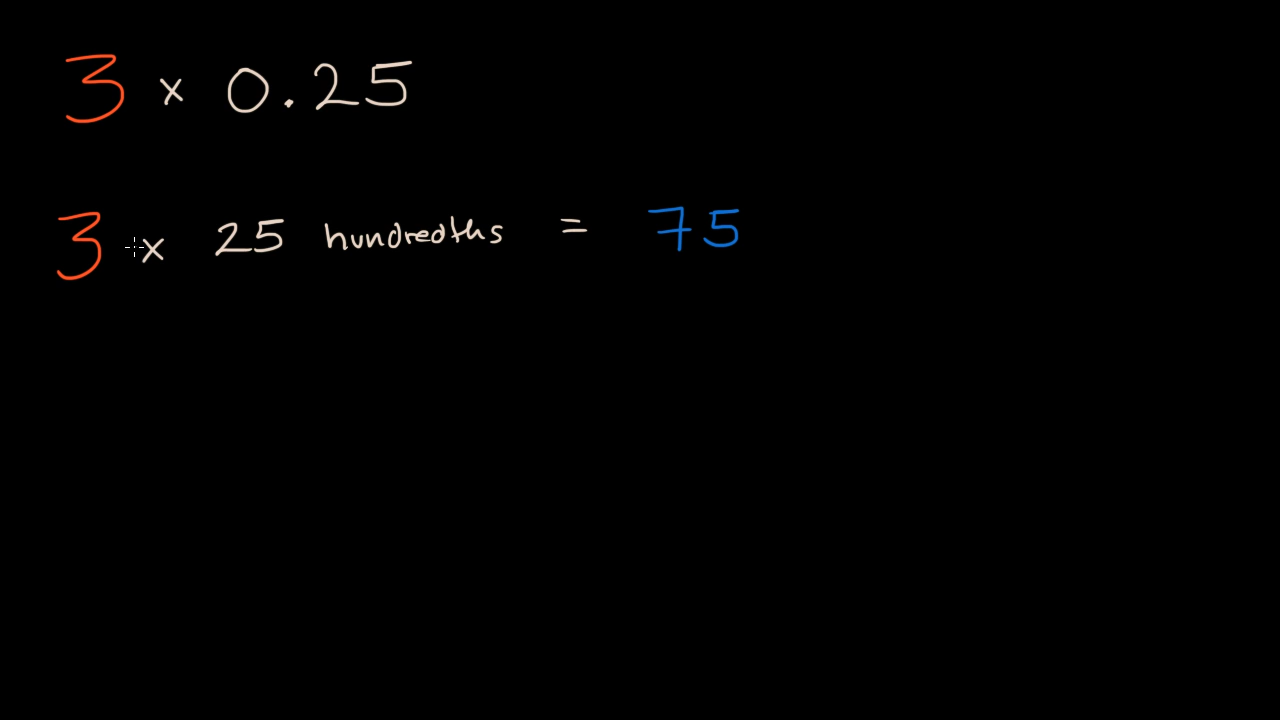 3 × 0.25
3 × 25 hundredths = 75